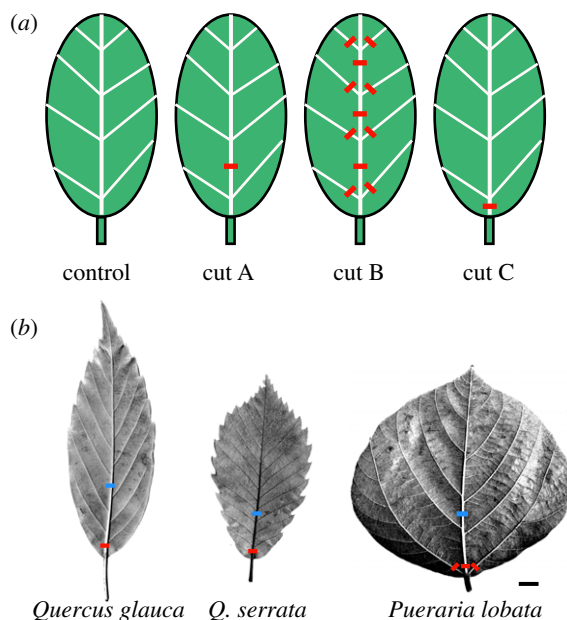 (a)
control cut A cut B cut C
(b)
Quercus glauca Q. serrata Pueraria lobata